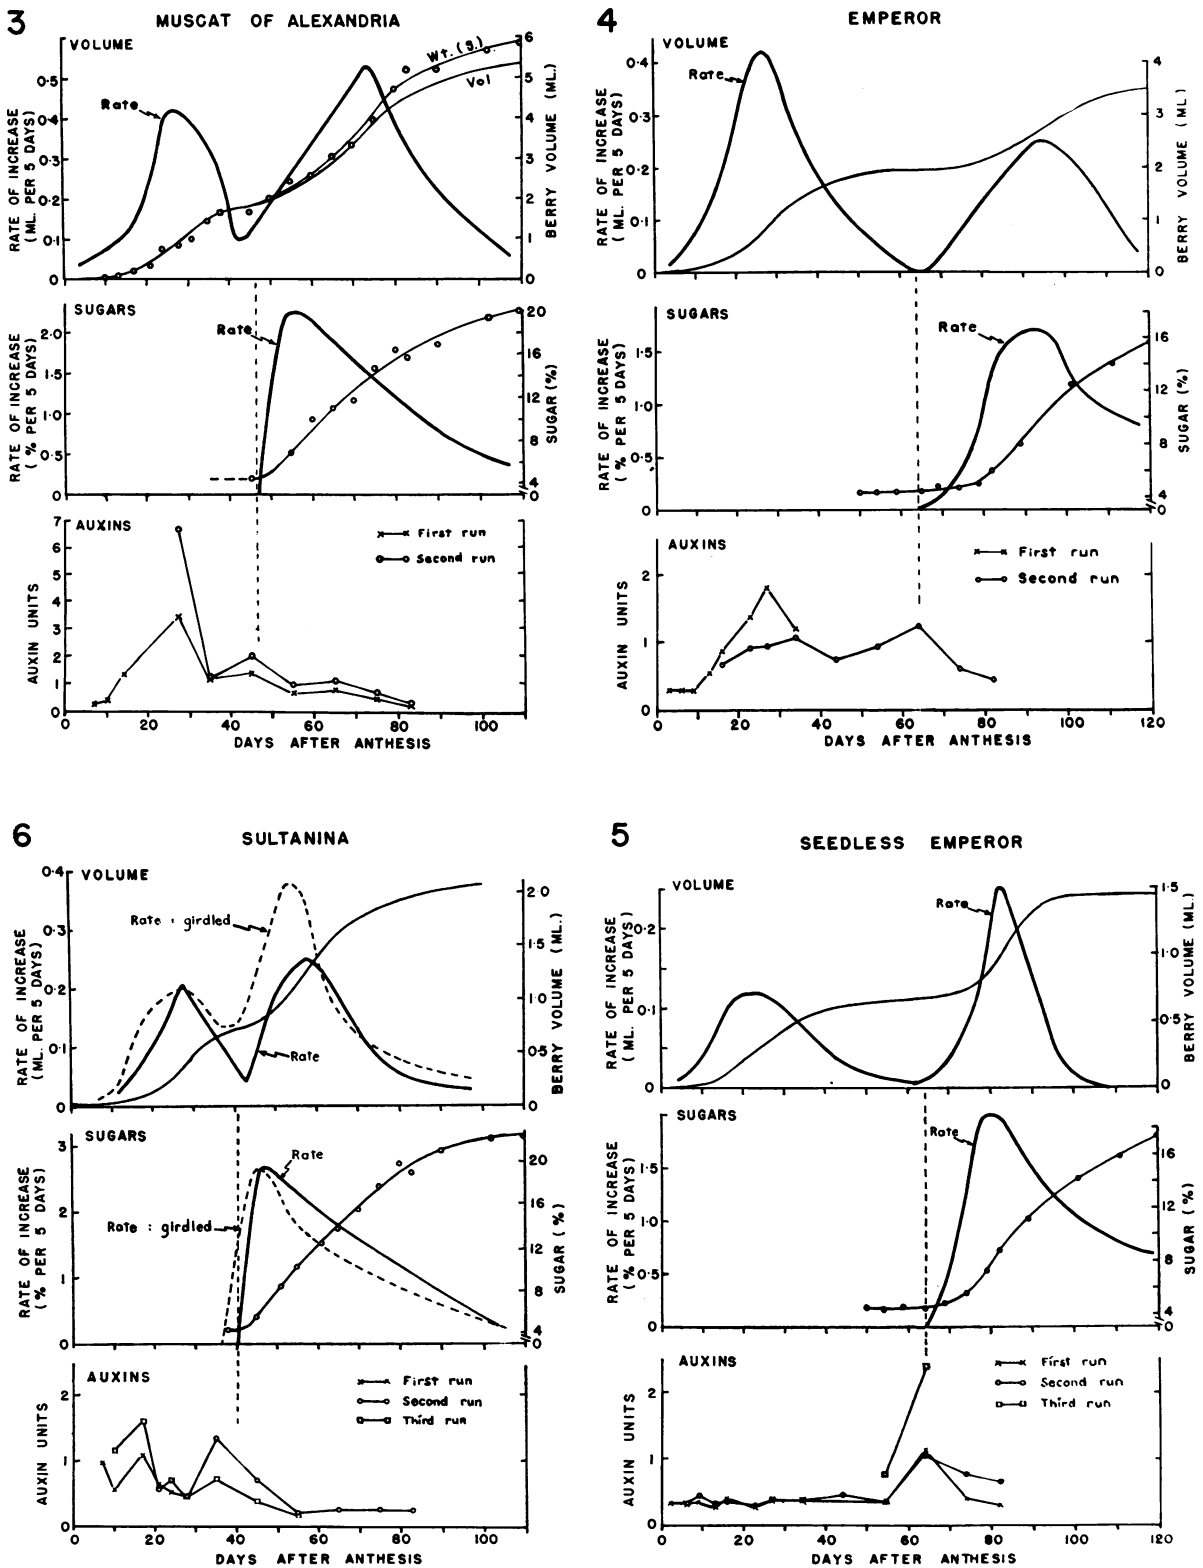 3
MUSCAT OF ALEXANDRIA
VOLUME
Rate
Wt. (g.)
Vol
RATE OF INCREASE
(ML. PER 5 DAYS)
0·5
0·4
0·3
0·2
0·1
0
6
5
4
3
2
1
0
BERRY VOLUME (ML.)
SUGARS
Rate
RATE OF INCREASE
(% PER 5 DAYS)
2·0
1·5
1·0
0·5
0
20
16
12
8
4
0
SUGAR (%)
AUXINS
First run
Second run
AUXIN UNITS
7
6
5
4
3
2
1
0
0 20 40 60 80 100
DAYS AFTER ANTHESIS
4
EMPEROR
VOLUME
Rate
RATE OF INCREASE
(ML. PER 5 DAYS)
0·4
0·3
0·2
0·1
0
4
3
2
1
0
BERRY VOLUME (ML)
SUGARS
Rate
RATE OF INCREASE
(% PER 5 DAYS)
1·5
1·0
0·5
0
16
12
8
4
0
SUGAR (%)
AUXINS
First run
Second run
AUXIN UNITS
2
1
0
0 20 40 60 80 100 120
DAYS AFTER ANTHESIS
6
SULTANINA
VOLUME
Rate : girdled
Rate
RATE OF INCREASE
(ML. PER 5 DAYS)
0·4
0·3
0·2
0·1
0
2·0
1·5
1·0
0·5
0
BERRY VOLUME (ML.)
SUGARS
Rate
Rate : girdled
RATE OF INCREASE
(% PER 5 DAYS)
3
2
1
0
20
16
12
8
4
0
SUGAR (%)
AUXINS
First run
Second run
Third run
AUXIN UNITS
2
1
0
0 20 40 60 80 100
DAYS AFTER ANTHESIS
5
SEEDLESS EMPEROR
VOLUME
Rate
RATE OF INCREASE
(ML. PER 5 DAYS)
0·2
0·1
0
1·5
1·0
0·5
0
BERRY VOLUME (ML.)
SUGARS
Rate
RATE OF INCREASE
(% PER 5 DAYS)
1·5
1·0
0·5
0
16
12
8
4
0
SUGAR (%)
AUXINS
First run
Second run
Third run
AUXIN UNITS
2
1
0
0 20 40 60 80 100 120
DAYS AFTER ANTHESIS